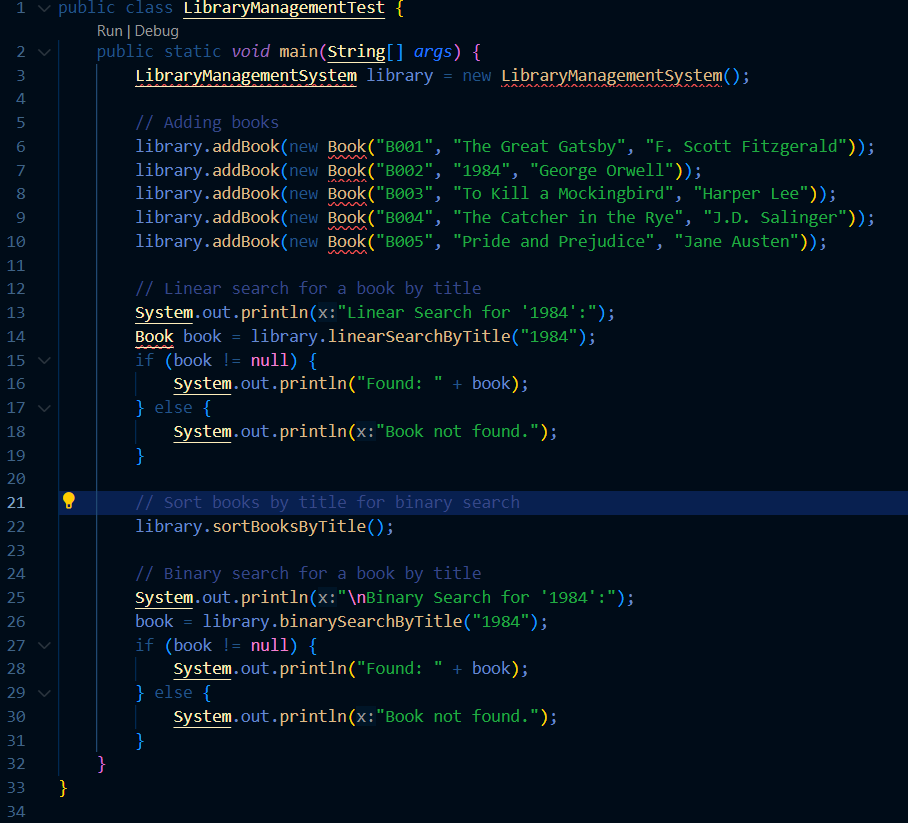 1 public class LibraryManagementTest {
Run | Debug
2 public static void main(String[] args) {
3 LibraryManagementSystem library = new LibraryManagementSystem();
4
5 // Adding books
6 library.addBook(new Book("B001", "The Great Gatsby", "F. Scott Fitzgerald"));
7 library.addBook(new Book("B002", "1984", "George Orwell"));
8 library.addBook(new Book("B003", "To Kill a Mockingbird", "Harper Lee"));
9 library.addBook(new Book("B004", "The Catcher in the Rye", "J.D. Salinger"));
10 library.addBook(new Book("B005", "Pride and Prejudice", "Jane Austen"));
11
12 // Linear search for a book by title
13 System.out.println(x:"Linear Search for '1984':");
14 Book book = library.linearSearchByTitle("1984");
15 if (book != null) {
16 System.out.println("Found: " + book);
17 } else {
18 System.out.println(x:"Book not found.");
19 }
20
21 // Sort books by title for binary search
22 library.sortBooksByTitle();
23
24 // Binary search for a book by title
25 System.out.println(x:"\nBinary Search for '1984':");
26 book = library.binarySearchByTitle("1984");
27 if (book != null) {
28 System.out.println("Found: " + book);
29 } else {
30 System.out.println(x:"Book not found.");
31 }
32 }
33 }
34